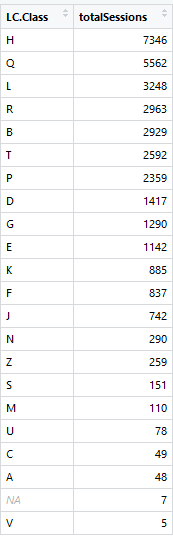 LC.Class totalSessions
H 7346
Q 5562
L 3248
R 2963
B 2929
T 2592
P 2359
D 1417
G 1290
E 1142
K 885
F 837
J 742
N 290
Z 259
S 151
M 110
U 78
C 49
A 48
NA 7
V 5